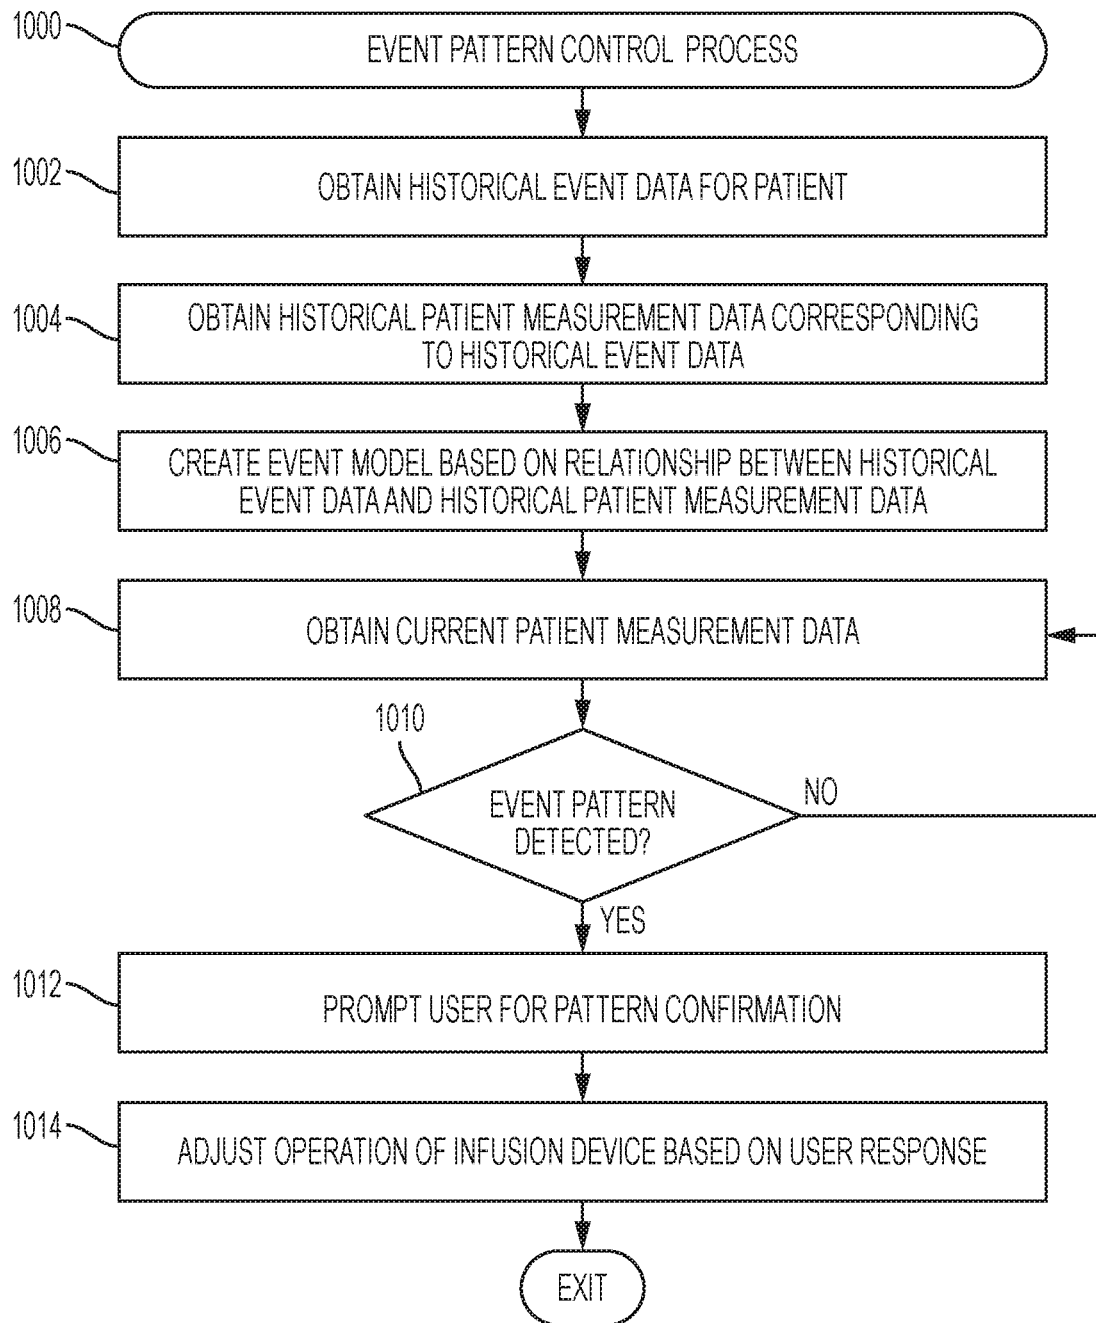 1000
EVENT PATTERN CONTROL PROCESS
1002
OBTAIN HISTORICAL EVENT DATA FOR PATIENT
1004
OBTAIN HISTORICAL PATIENT MEASUREMENT DATA CORRESPONDING
TO HISTORICAL EVENT DATA
1006
CREATE EVENT MODEL BASED ON RELATIONSHIP BETWEEN HISTORICAL
EVENT DATA AND HISTORICAL PATIENT MEASUREMENT DATA
1008
OBTAIN CURRENT PATIENT MEASUREMENT DATA
1010
EVENT PATTERN
DETECTED?
NO
YES
1012
PROMPT USER FOR PATTERN CONFIRMATION
1014
ADJUST OPERATION OF INFUSION DEVICE BASED ON USER RESPONSE
EXIT